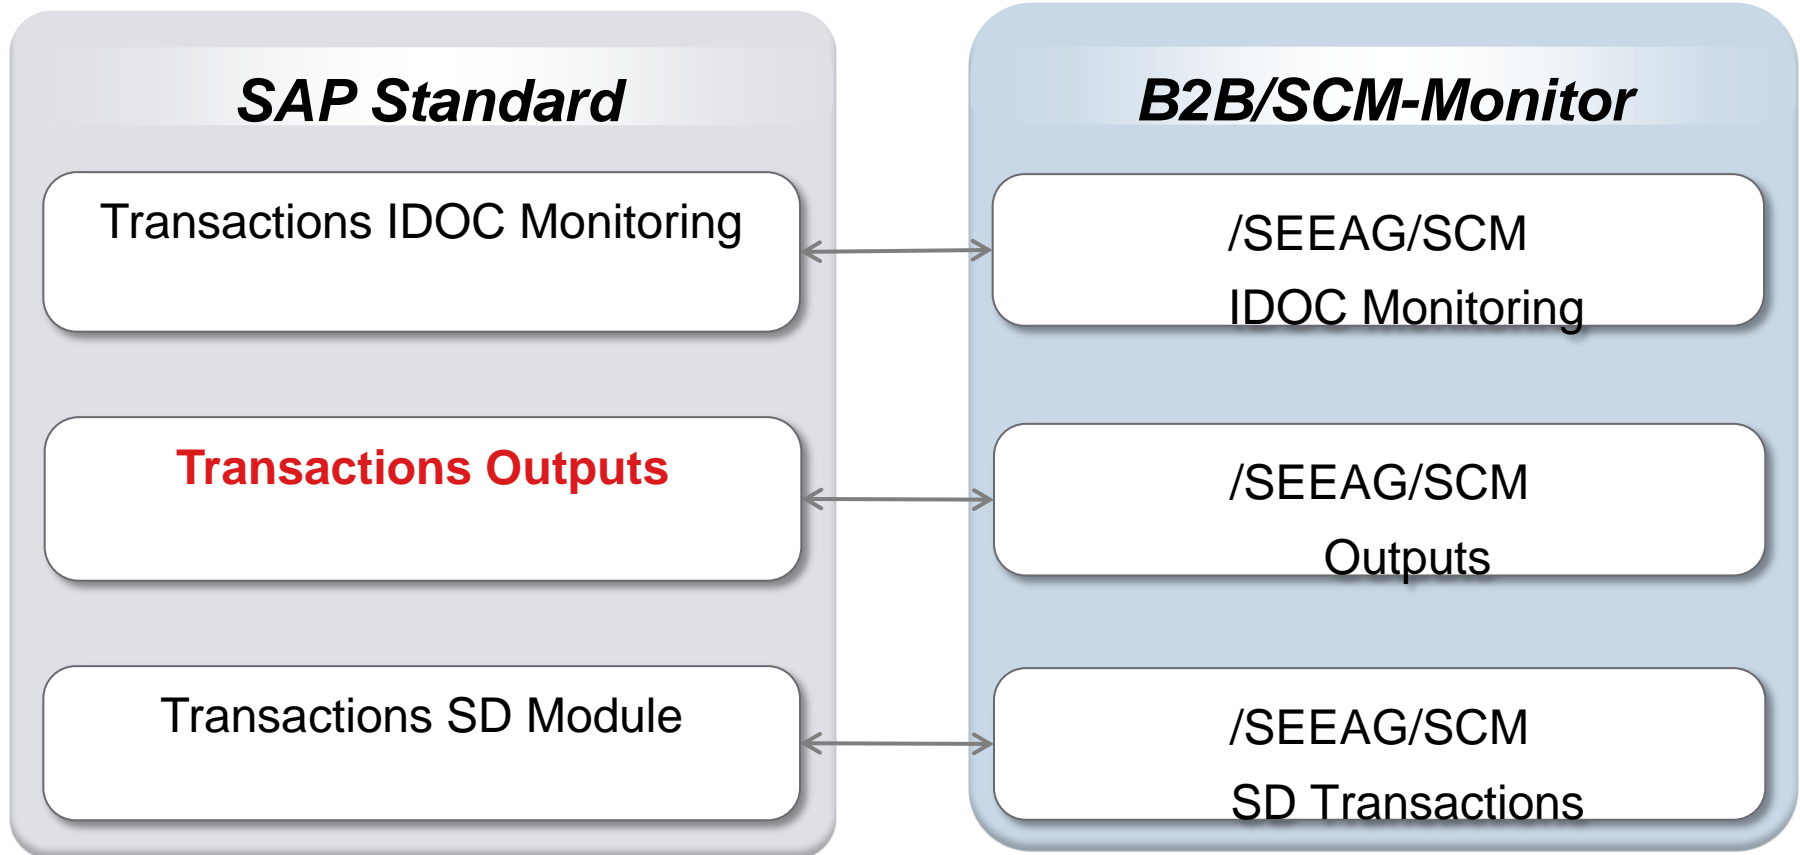 SAP Standard
Transactions IDOC Monitoring
Transactions Outputs
Transactions SD Module
B2B/SCM-Monitor
/SEEAG/SCM
IDOC Monitoring
/SEEAG/SCM
Outputs
/SEEAG/SCM
SD Transactions